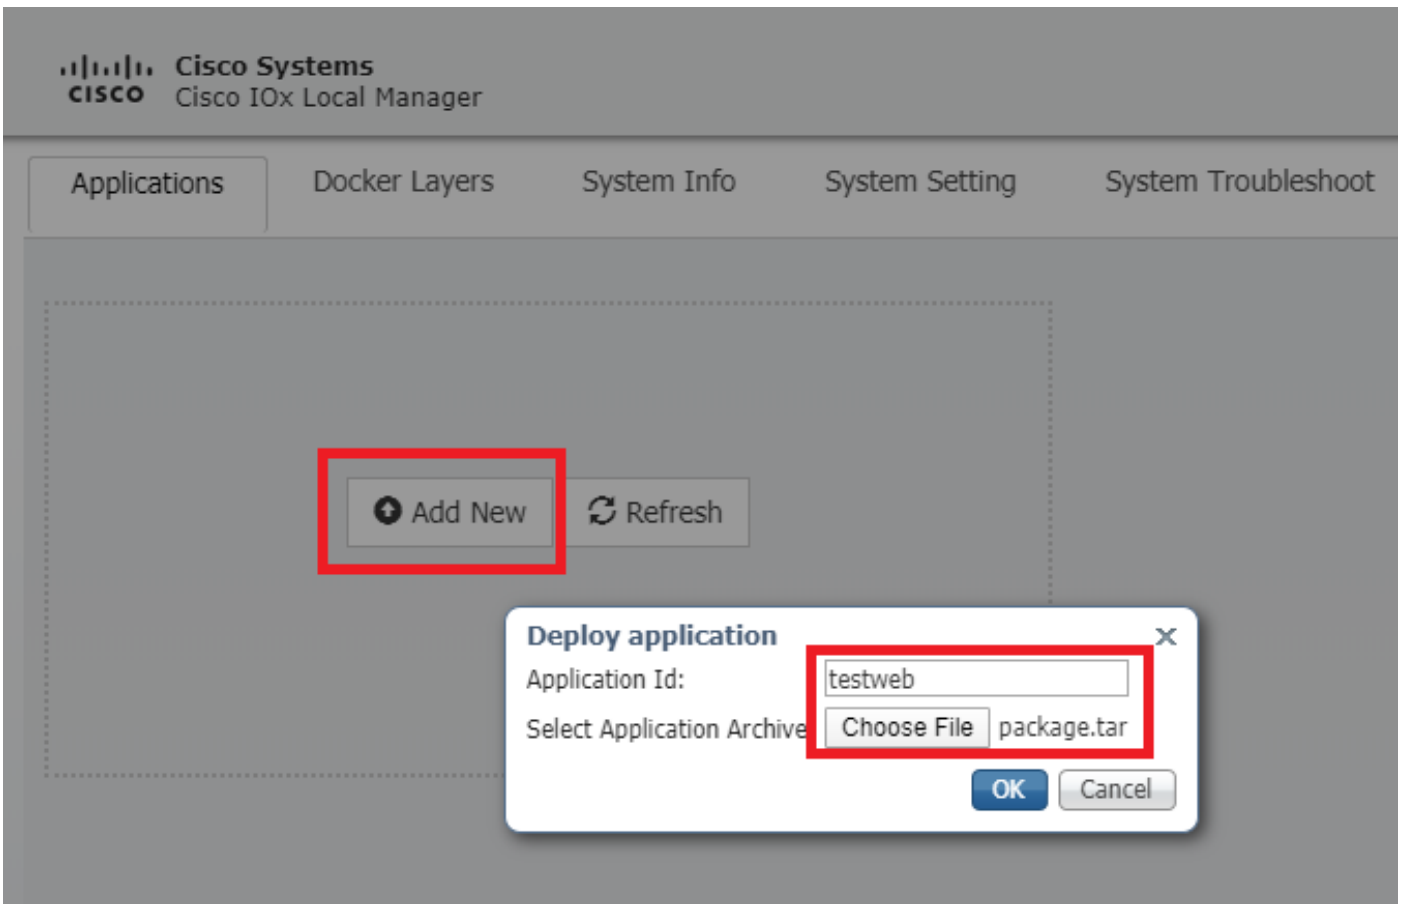 Cisco Systems
CISCO Cisco IOx Local Manager
Applications Docker Layers System Info System Setting System Troubleshoot
Add New Refresh
Deploy application x
Application Id: testweb
Select Application Archive Choose File package.tar
OK Cancel